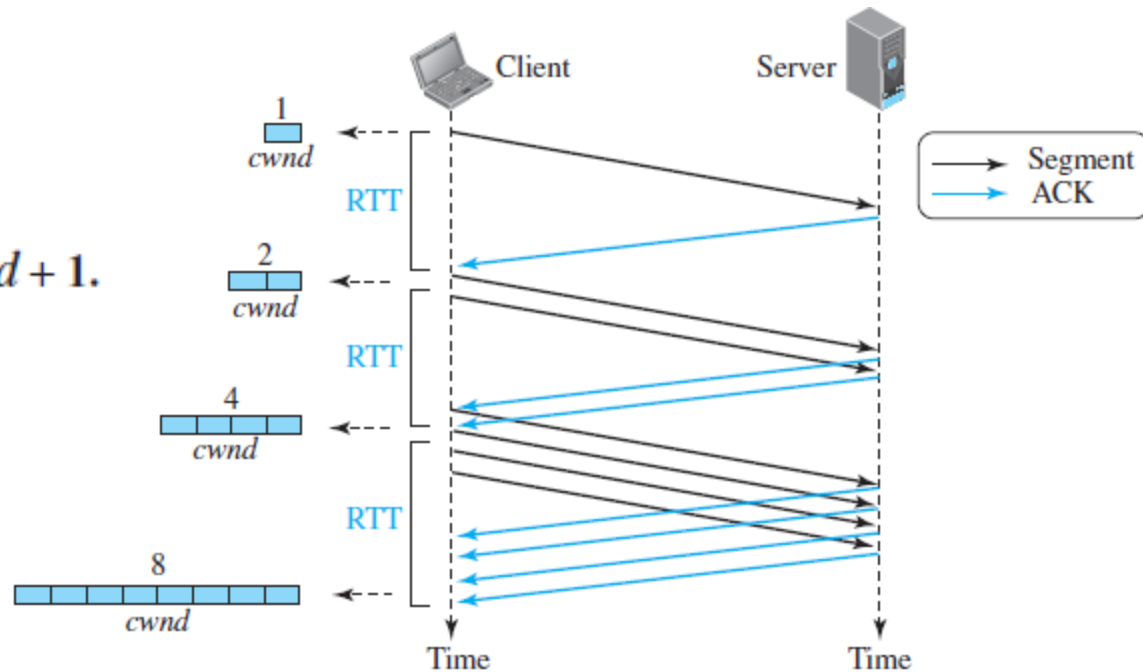 Client
Server
1
cwnd
Segment
ACK
RTT
d + 1.
2
cwnd
RTT
4
cwnd
RTT
8
cwnd
Time
Time